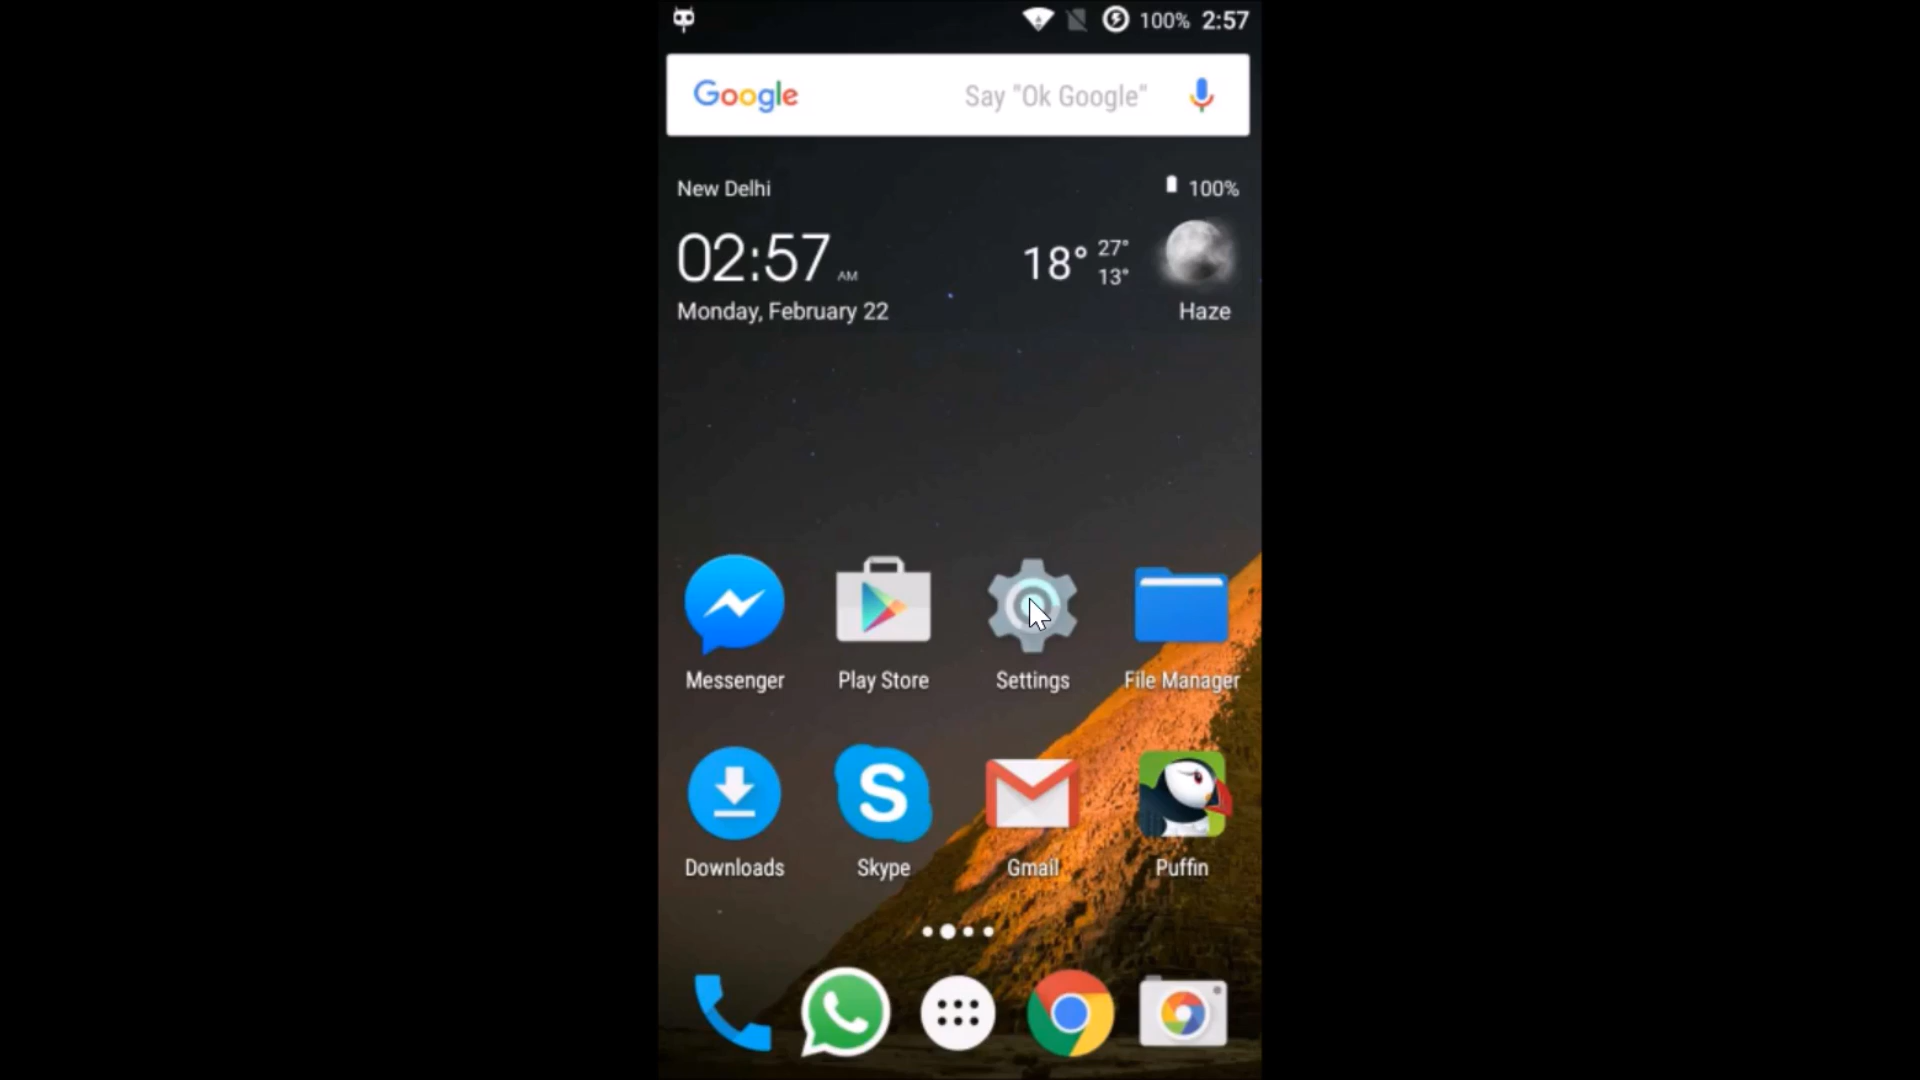 100% 2:57
Google Say "Ok Google"
New Delhi 100%
02:57 AM 18° 27° 13°
Monday, February 22 Haze
Messenger Play Store Settings File Manager
Downloads Skype Gmail Puffin